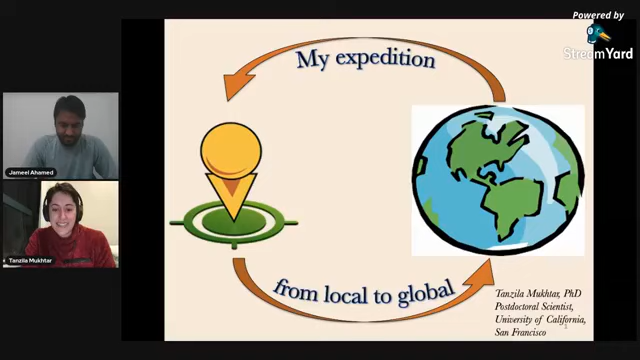 Powered by
StreamYard
My expedition
Jameel Ahamed
Tanzila Mukhtar
from local to global
Tanzila Mukhtar, PhD
Postdoctoral Scientist,
University of California,
San Francisco